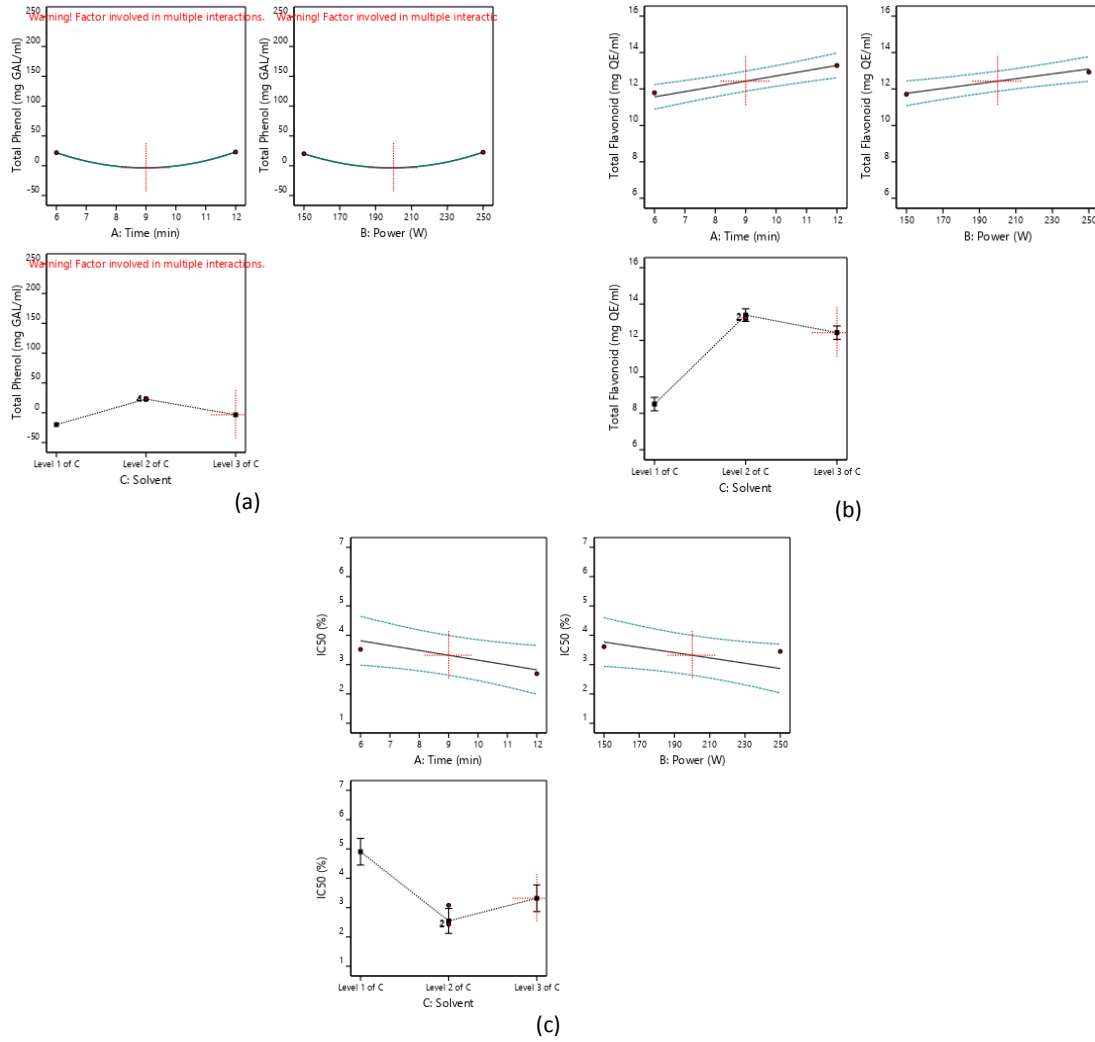 Warning! Factor involved in multiple interactions.
250
200
150
100
50
0
-50
Total Phenol (mg GAL/ml)
6 7 8 9 10 11 12
A: Time (min)
Warning! Factor involved in multiple interactio
250
200
150
100
50
0
-50
Total Phenol (mg GAL/ml)
150 170 190 210 230 250
B: Power (W)
Warning! Factor involved in multiple interactions.
250
200
150
100
50
0
-50
Total Phenol (mg GAL/ml)
4
Level 1 of C Level 2 of C Level 3 of C
C: Solvent
(a)
16
14
12
10
8
6
Total Flavonoid (mg QE/ml)
6 7 8 9 10 11 12
A: Time (min)
16
14
12
10
8
6
Total Flavonoid (mg QE/ml)
150 170 190 210 230 250
B: Power (W)
16
14
12
10
8
6
Total Flavonoid (mg QE/ml)
2
Level 1 of C Level 2 of C Level 3 of C
C: Solvent
(b)
7
6
5
4
3
2
1
IC50 (%)
6 7 8 9 10 11 12
A: Time (min)
7
6
5
4
3
2
1
IC50 (%)
150 170 190 210 230 250
B: Power (W)
7
6
5
4
3
2
1
IC50 (%)
2
Level 1 of C Level 2 of C Level 3 of C
C: Solvent
(c)